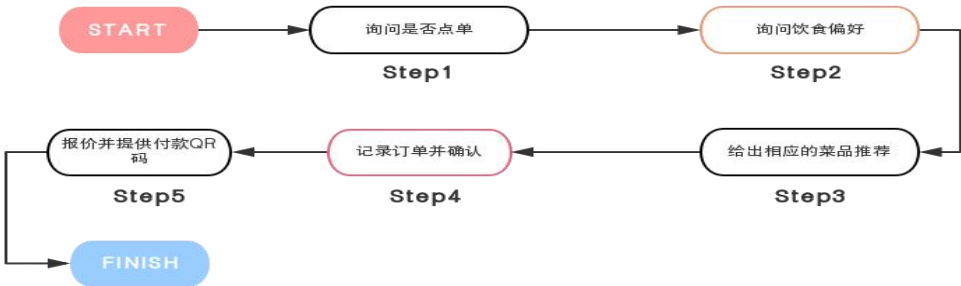 START
询问是否点单
询问饮食偏好
Step1
Step2
给出相应的菜品推荐
Step3
记录订单并确认
Step4
报价并提供付款QR
码
Step5
FINISH